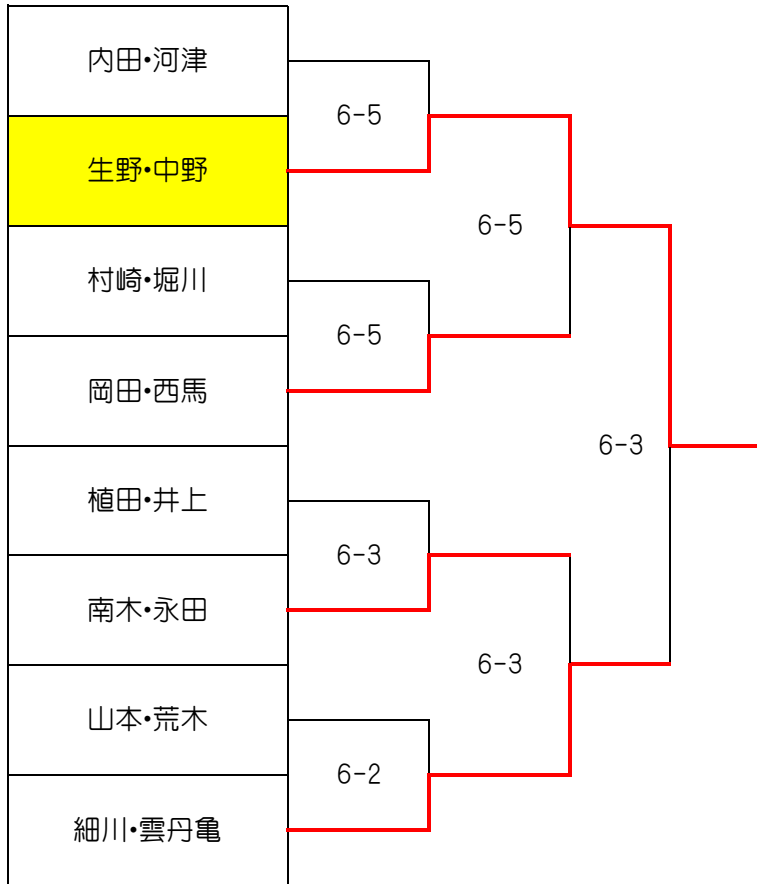 内田・河津
6-5
生野・中野
6-5
村崎・堀川
6-5
岡田・西馬
6-3
植田・井上
6-3
南木・永田
6-3
山本・荒木
6-2
細川・雲丹亀